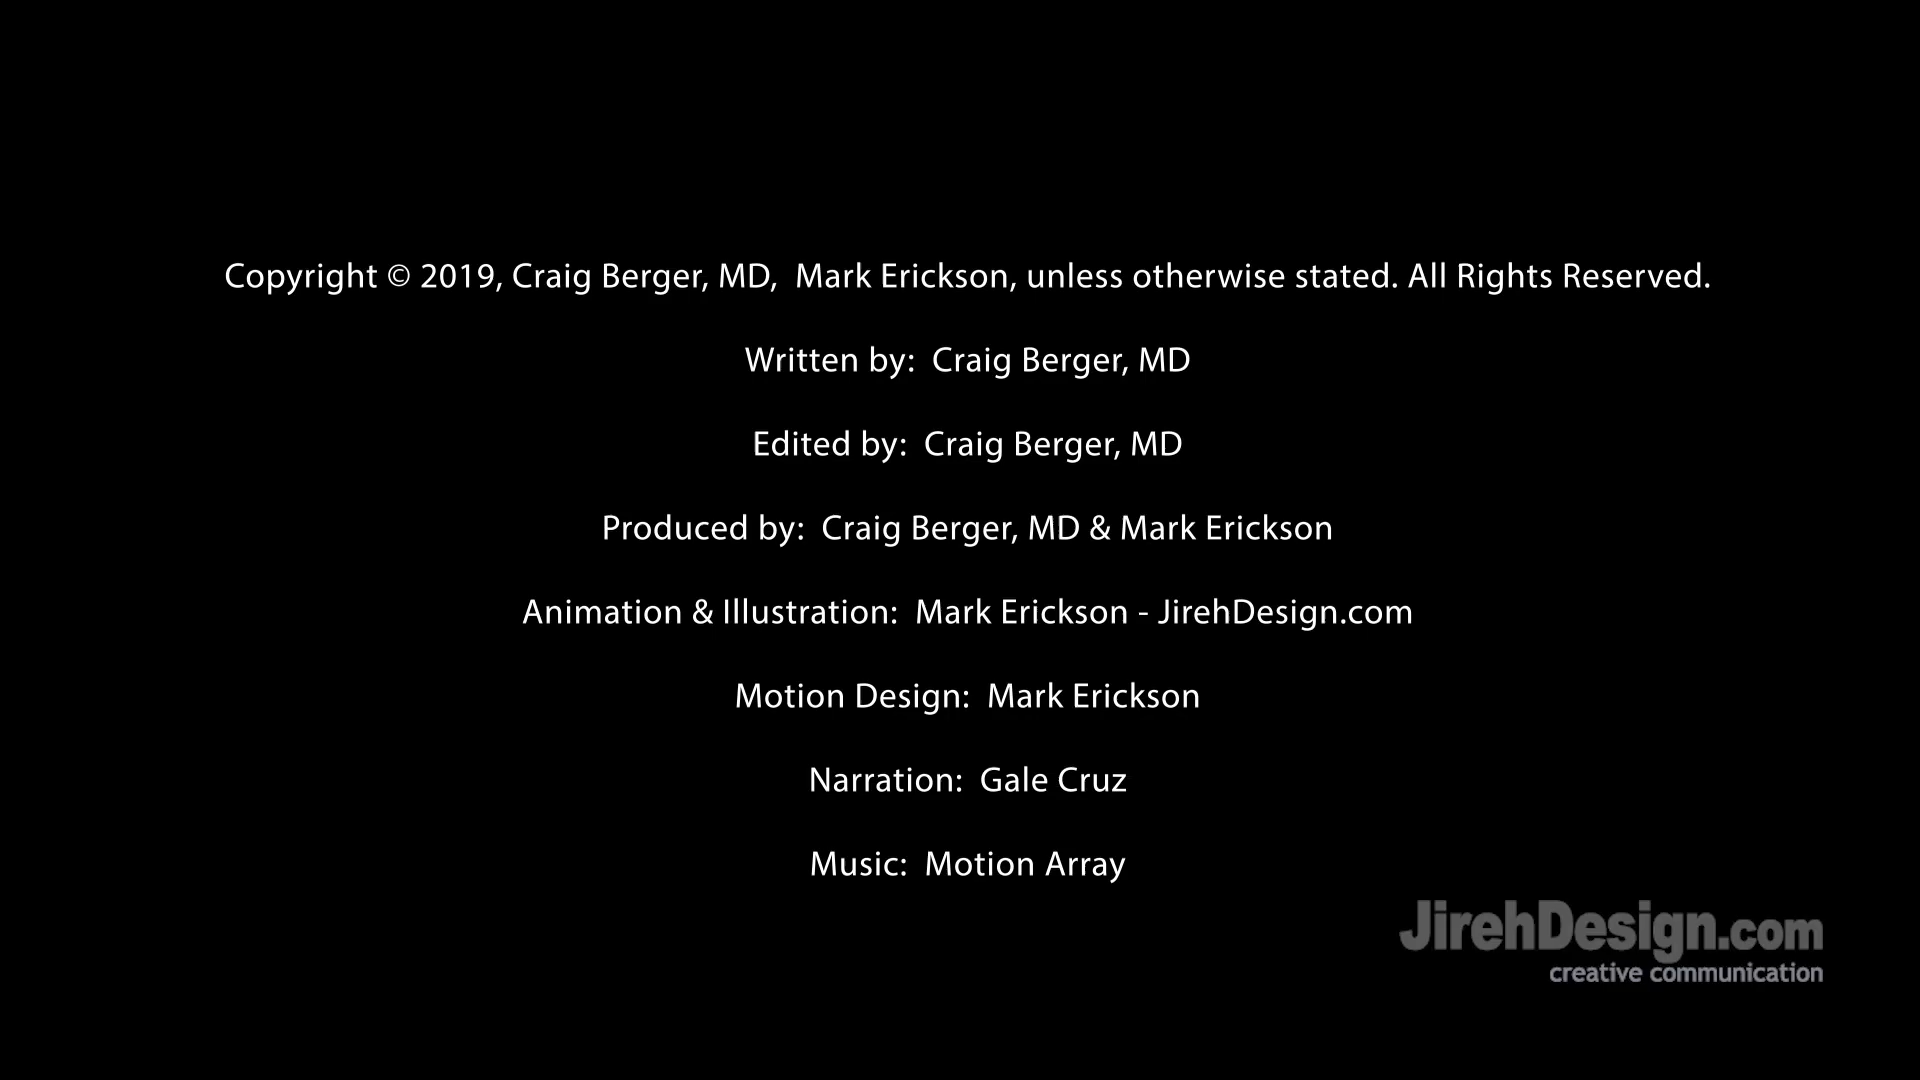 Copyright © 2019, Craig Berger, MD,  Mark Erickson, unless otherwise stated. All Rights Reserved.
Written by:  Craig Berger, MD
Edited by:  Craig Berger, MD
Produced by:  Craig Berger, MD & Mark Erickson
Animation & Illustration:  Mark Erickson - JirehDesign.com
Motion Design:  Mark Erickson
Narration:  Gale Cruz
Music:  Motion Array
JirehDesign.com
creative communication